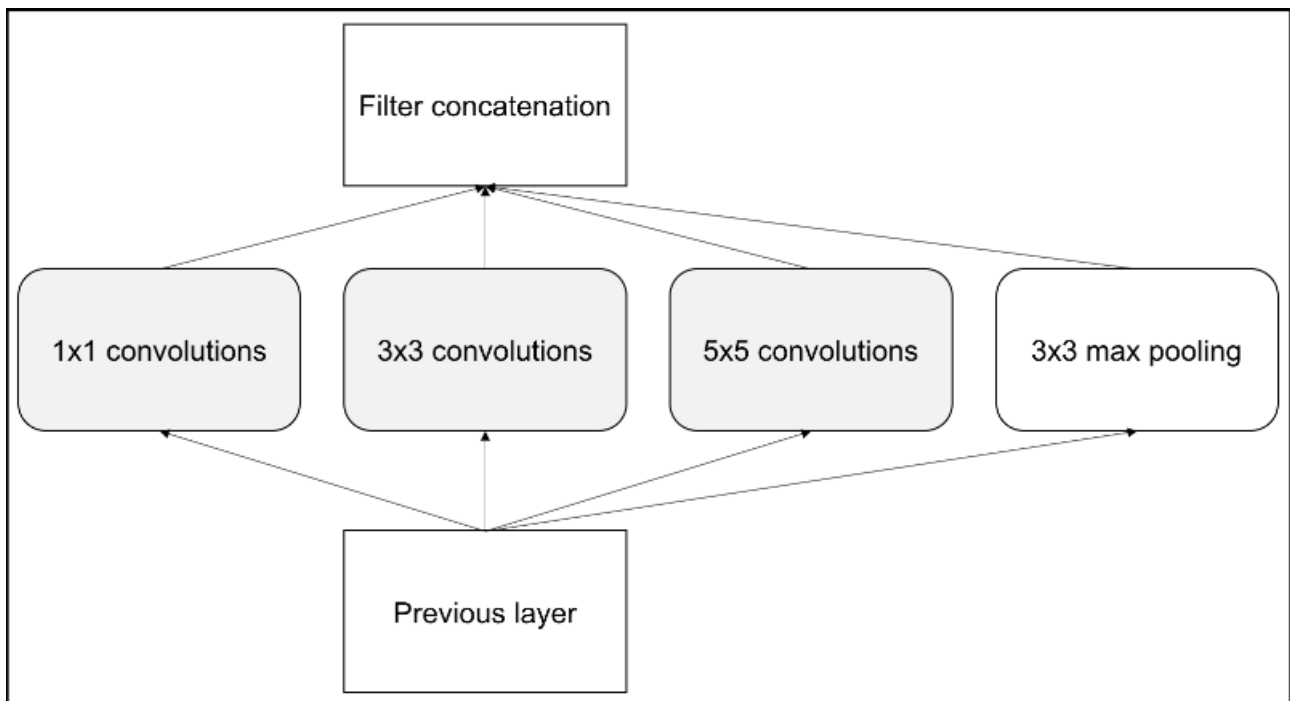 Filter concatenation
1x1 convolutions
3x3 convolutions
5x5 convolutions
3x3 max pooling
Previous layer